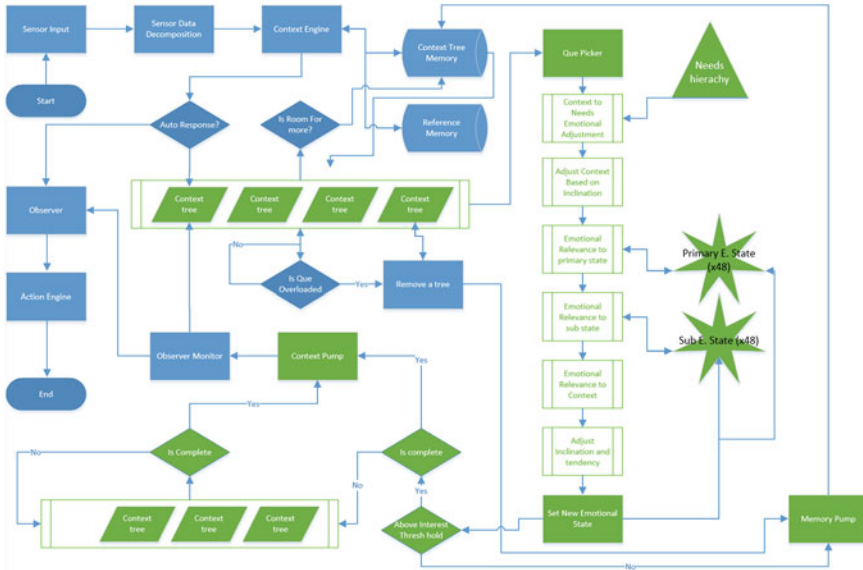 Sensor Input
Sensor Data
Decomposition
Context Engine
Context Tree
Memory
Que Picker
Needs
hierachy
Start
Auto Response?
Is Room For
more?
Reference
Memory
Context to
Needs
Emotional
Adjustment
Adjust Context
Based on
Inclination
Observer
Context
tree
Context
tree
Context
tree
Context
tree
Emotional
Relevance to
primary state
Primary E. State
(x48)
No
Is Que
Overloaded
Yes
Remove a tree
Action Engine
Emotional
Relevance to
sub state
Sub E. State (x48)
End
Observer Monitor
Context Pump
Yes
Emotional
Relevance to
Context
Yes
Is Complete
No
Is complete
No
Adjust
Inclination and
tendency
Context
tree
Context
tree
Context
tree
Yes
Above Interest
Thresh hold
Set New Emotional
State
Memory Pump
No